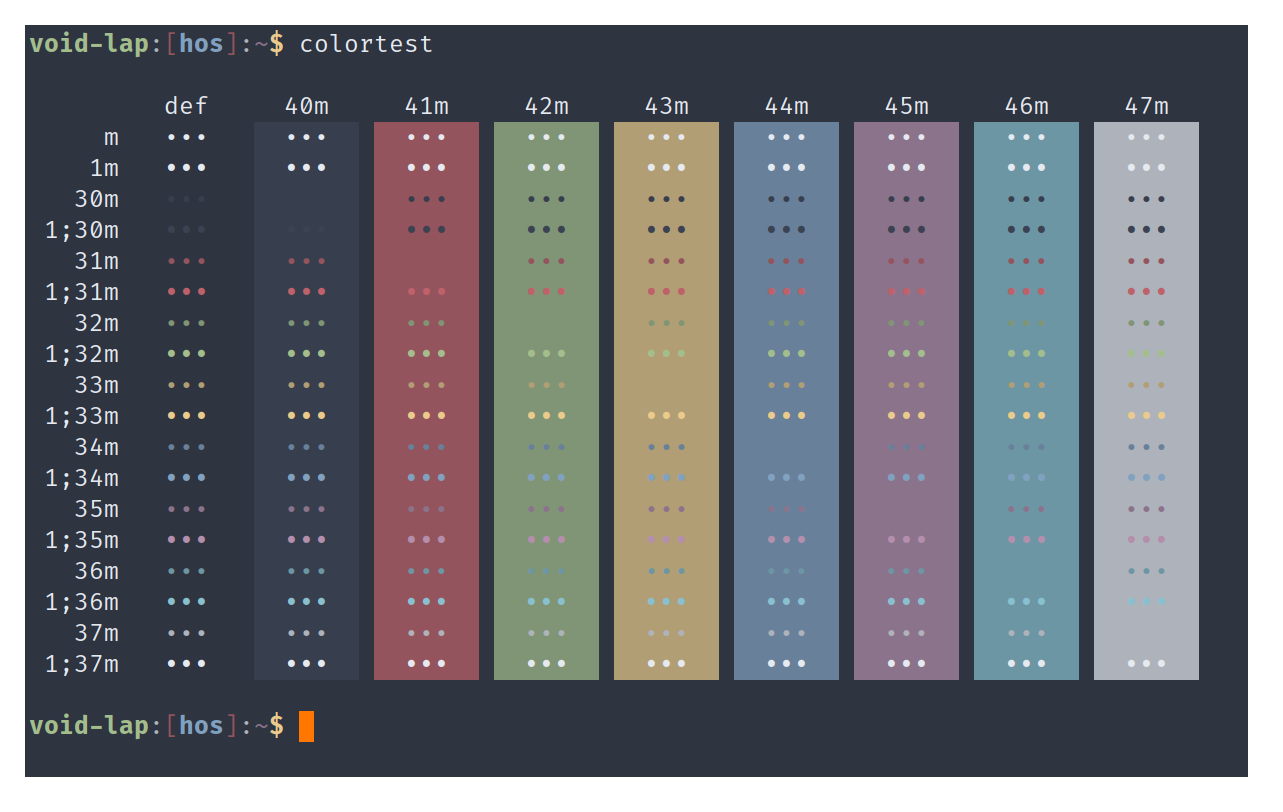 void-lap:[hos]:~$ colortest
def 40m 41m 42m 43m 44m 45m 46m 47m
m ••• ••• ••• ••• ••• ••• ••• ••• •••
1m ••• ••• ••• ••• ••• ••• ••• ••• •••
30m ••• ••• ••• ••• ••• ••• ••• •••
1;30m ••• ••• ••• ••• ••• ••• ••• ••• •••
31m ••• ••• ••• ••• ••• ••• ••• •••
1;31m ••• ••• ••• ••• ••• ••• ••• ••• •••
32m ••• ••• ••• ••• ••• ••• ••• •••
1;32m ••• ••• ••• ••• ••• ••• ••• ••• •••
33m ••• ••• ••• ••• ••• ••• ••• •••
1;33m ••• ••• ••• ••• ••• ••• ••• ••• •••
34m ••• ••• ••• ••• ••• ••• ••• •••
1;34m ••• ••• ••• ••• ••• ••• ••• ••• •••
35m ••• ••• ••• ••• ••• ••• ••• •••
1;35m ••• ••• ••• ••• ••• ••• ••• ••• •••
36m ••• ••• ••• ••• ••• ••• ••• •••
1;36m ••• ••• ••• ••• ••• ••• ••• ••• •••
37m ••• ••• ••• ••• ••• ••• ••• •••
1;37m ••• ••• ••• ••• ••• ••• ••• ••• •••
void-lap:[hos]:~$